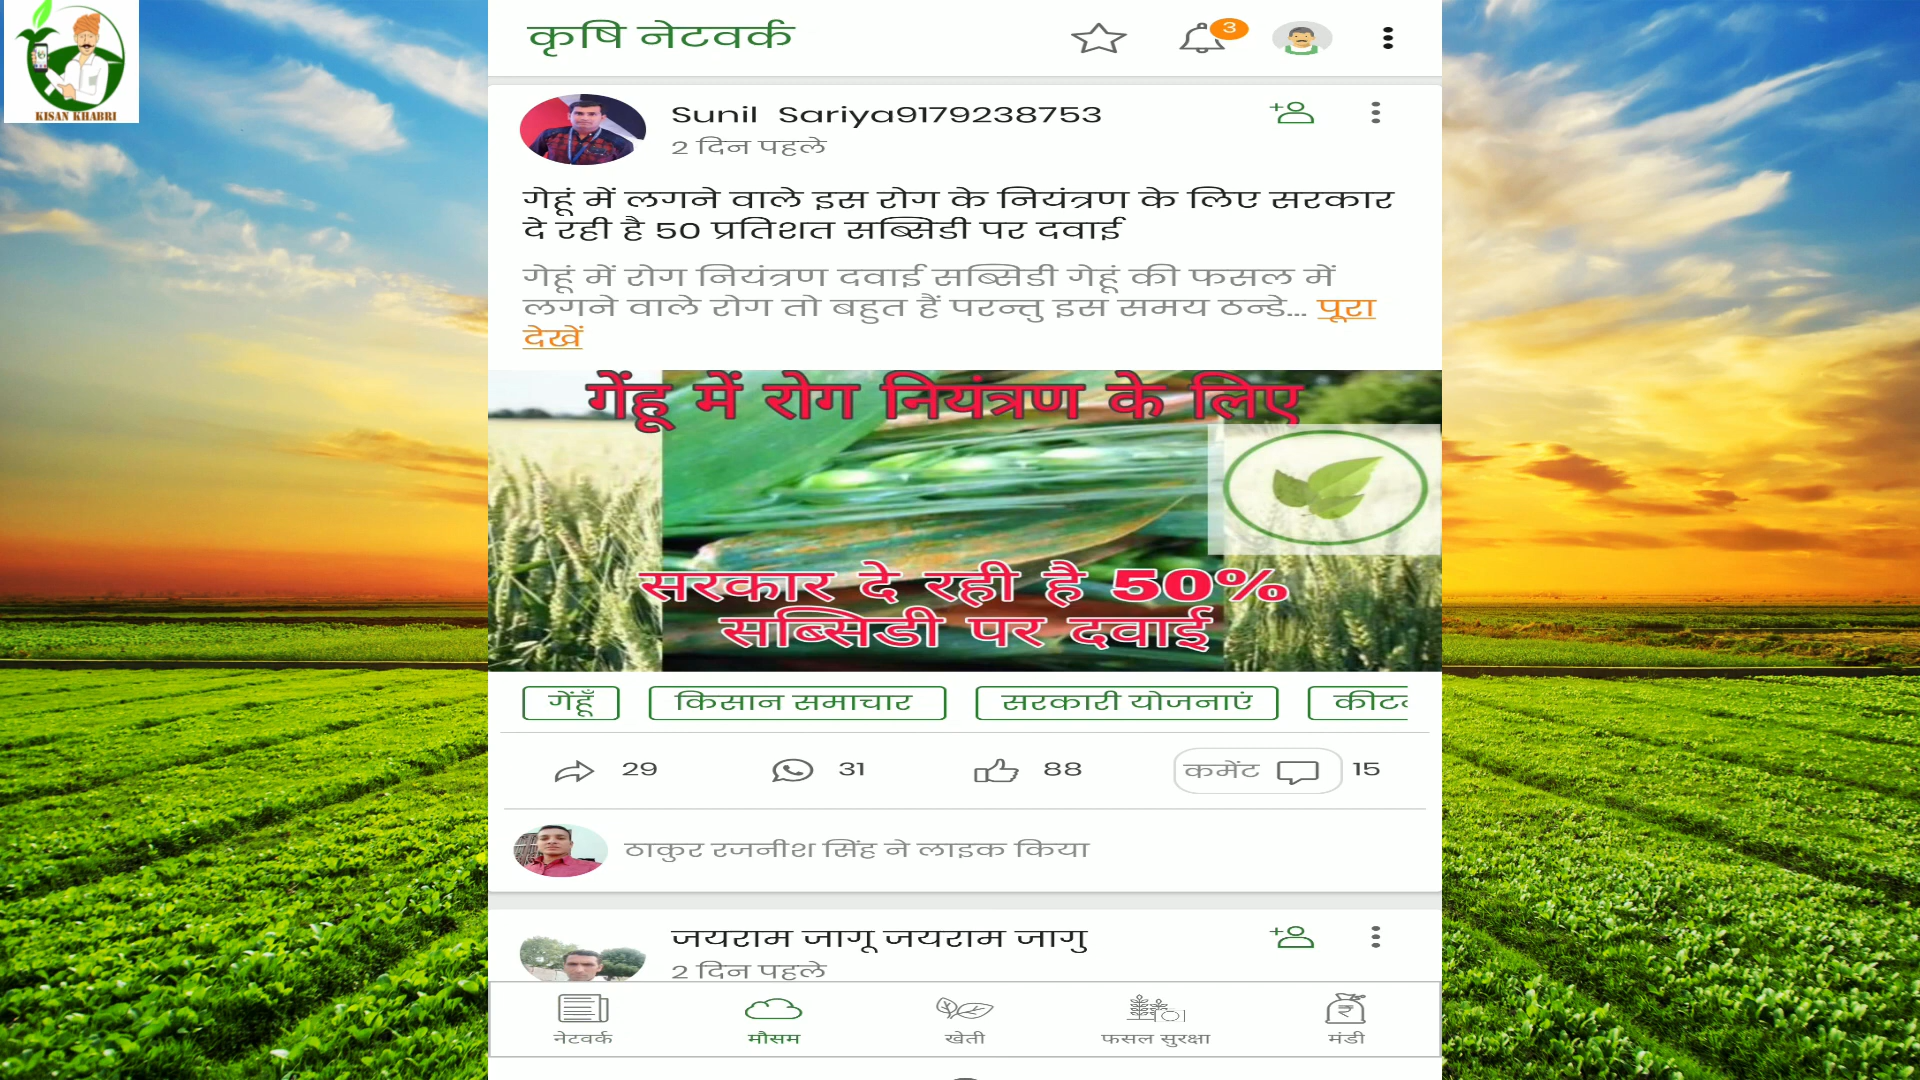 KISAN KHABRI
कृषि नेटवर्क
3
Sunil Sariya9179238753
2 दिन पहले
गेहूं में लगने वाले इस रोग के नियंत्रण के लिए सरकार
दे रही है 50 प्रतिशत सब्सिडी पर दवाई
गेहूं में रोग नियंत्रण दवाई सब्सिडी गेहूं की फसल में
लगने वाले रोग तो बहुत हैं परन्तु इस समय ठन्डे... पूरा
देखें
गेंहू में रोग नियंत्रण के लिए
सरकार दे रही है 50%
सब्सिडी पर दवाई
गेंहूँ किसान समाचार सरकारी योजनाएं
29 31 88 कमेंट 15
ठाकुर रजनीश सिंह ने लाइक किया
जयराम जागू जयराम जागु
2 दिन पहले
नेटवर्क मौसम खेती फसल सुरक्षा मंडी